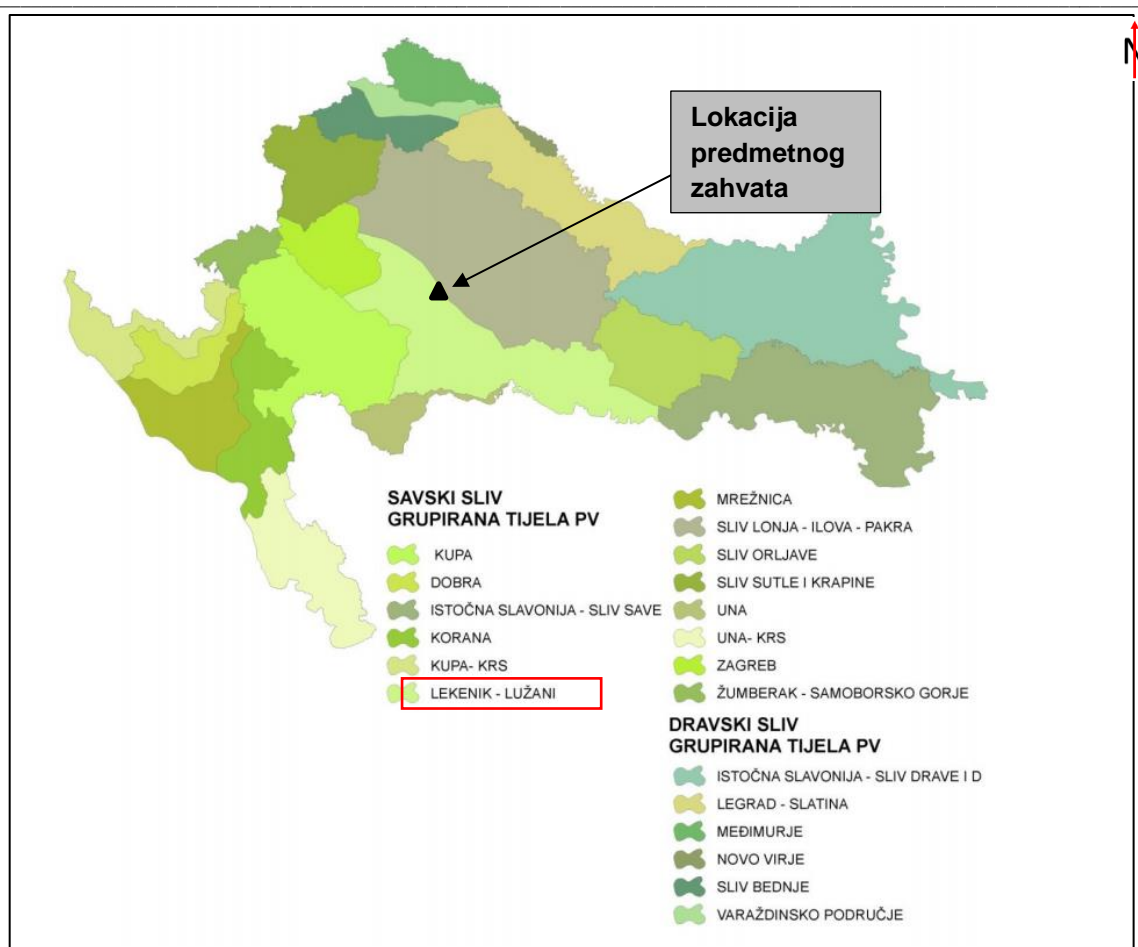 N
Lokacija
predmetnog
zahvata
SAVSKI SLIV
GRUPIRANA TIJELA PV
KUPA
DOBRA
ISTOČNA SLAVONIJA - SLIV SAVE
KORANA
KUPA- KRS
LEKENIK - LUŽANI
MREŽNICA
SLIV LONJA - ILOVA - PAKRA
SLIV ORLJAVE
SLIV SUTLE I KRAPINE
UNA
UNA- KRS
ZAGREB
ŽUMBERAK - SAMOBORSKO GORJE
DRAVSKI SLIV
GRUPIRANA TIJELA PV
ISTOČNA SLAVONIJA - SLIV DRAVE I D
LEGRAD - SLATINA
MEĐIMURJE
NOVO VIRJE
SLIV BEDNJE
VARAŽDINSKO PODRUČJE